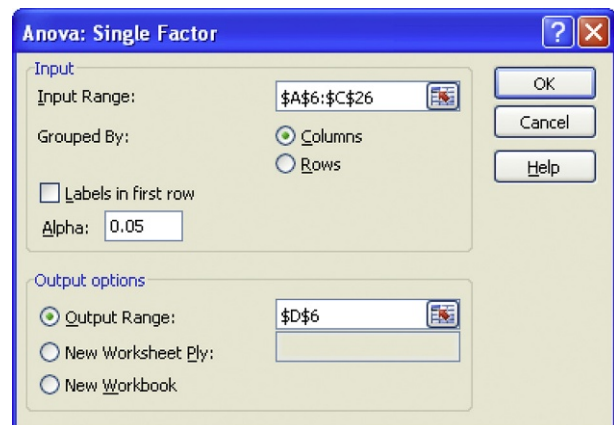 Anova: Single Factor
Input
Input Range: $A$6:$C$26
Grouped By: Columns
Rows
Labels in first row
Alpha: 0.05
OK
Cancel
Help
Output options
Output Range: $D$6
New Worksheet Ply:
New Workbook